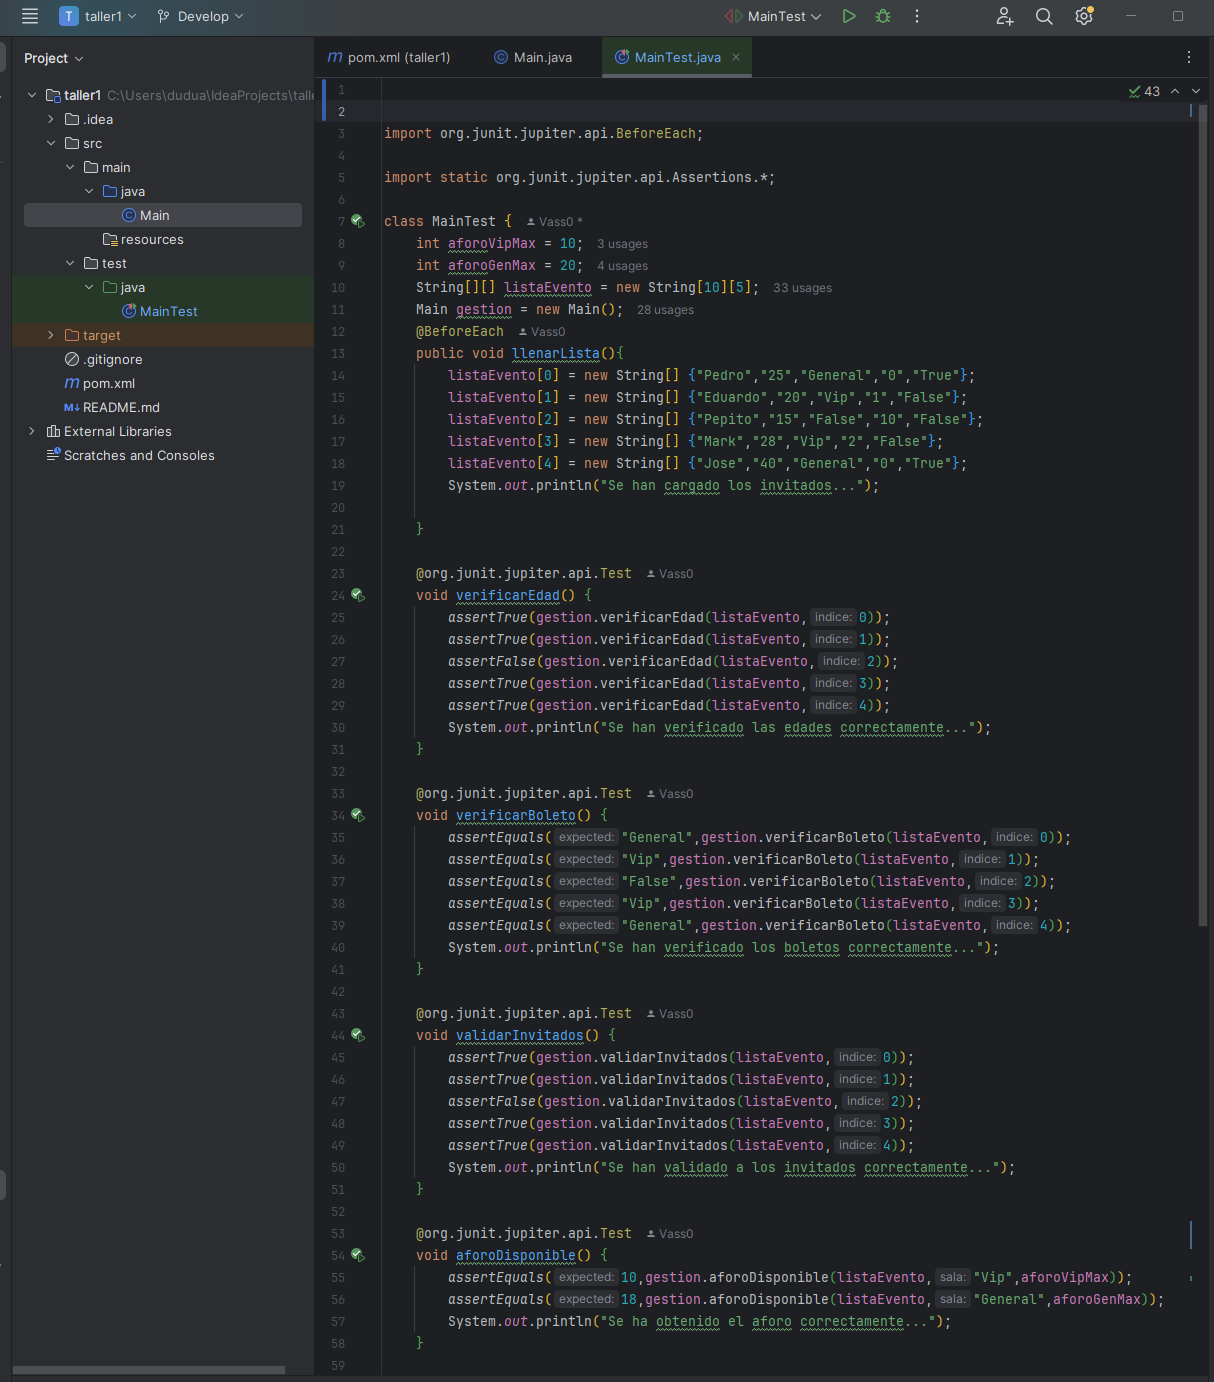 T taller1 Develop MainTest
Project
pom.xml (taller1) Main.java MainTest.java
taller1 C:\Users\dudua\IdeaProjects\talle
.idea
src
main
java
Main
resources
test
java
MainTest
target
.gitignore
pom.xml
README.md
External Libraries
Scratches and Consoles
43
1
2
3 import org.junit.jupiter.api.BeforeEach;
4
5 import static org.junit.jupiter.api.Assertions.*;
6
7 class MainTest { Vass0 *
8 int aforoVipMax = 10; 3 usages
9 int aforoGenMax = 20; 4 usages
10 String[][] listaEvento = new String[10][5]; 33 usages
11 Main gestion = new Main(); 28 usages
12 @BeforeEach Vass0
13 public void llenarLista(){
14 listaEvento[0] = new String[] {"Pedro","25","General","0","True"};
15 listaEvento[1] = new String[] {"Eduardo","20","Vip","1","False"};
16 listaEvento[2] = new String[] {"Pepito","15","False","10","False"};
17 listaEvento[3] = new String[] {"Mark","28","Vip","2","False"};
18 listaEvento[4] = new String[] {"Jose","40","General","0","True"};
19 System.out.println("Se han cargado los invitados...");
20
21 }
22
23 @org.junit.jupiter.api.Test Vass0
24 void verificarEdad() {
25 assertTrue(gestion.verificarEdad(listaEvento, indice: 0));
26 assertTrue(gestion.verificarEdad(listaEvento, indice: 1));
27 assertFalse(gestion.verificarEdad(listaEvento, indice: 2));
28 assertTrue(gestion.verificarEdad(listaEvento, indice: 3));
29 assertTrue(gestion.verificarEdad(listaEvento, indice: 4));
30 System.out.println("Se han verificado las edades correctamente...");
31 }
32
33 @org.junit.jupiter.api.Test Vass0
34 void verificarBoleto() {
35 assertEquals( expected: "General",gestion.verificarBoleto(listaEvento, indice: 0));
36 assertEquals( expected: "Vip",gestion.verificarBoleto(listaEvento, indice: 1));
37 assertEquals( expected: "False",gestion.verificarBoleto(listaEvento, indice: 2));
38 assertEquals( expected: "Vip",gestion.verificarBoleto(listaEvento, indice: 3));
39 assertEquals( expected: "General",gestion.verificarBoleto(listaEvento, indice: 4));
40 System.out.println("Se han verificado los boletos correctamente...");
41 }
42
43 @org.junit.jupiter.api.Test Vass0
44 void validarInvitados() {
45 assertTrue(gestion.validarInvitados(listaEvento, indice: 0));
46 assertTrue(gestion.validarInvitados(listaEvento, indice: 1));
47 assertFalse(gestion.validarInvitados(listaEvento, indice: 2));
48 assertTrue(gestion.validarInvitados(listaEvento, indice: 3));
49 assertTrue(gestion.validarInvitados(listaEvento, indice: 4));
50 System.out.println("Se han validado a los invitados correctamente...");
51 }
52
53 @org.junit.jupiter.api.Test Vass0
54 void aforoDisponible() {
55 assertEquals( expected: 10,gestion.aforoDisponible(listaEvento, sala: "Vip",aforoVipMax));
56 assertEquals( expected: 18,gestion.aforoDisponible(listaEvento, sala: "General",aforoGenMax));
57 System.out.println("Se ha obtenido el aforo correctamente...");
58 }
59